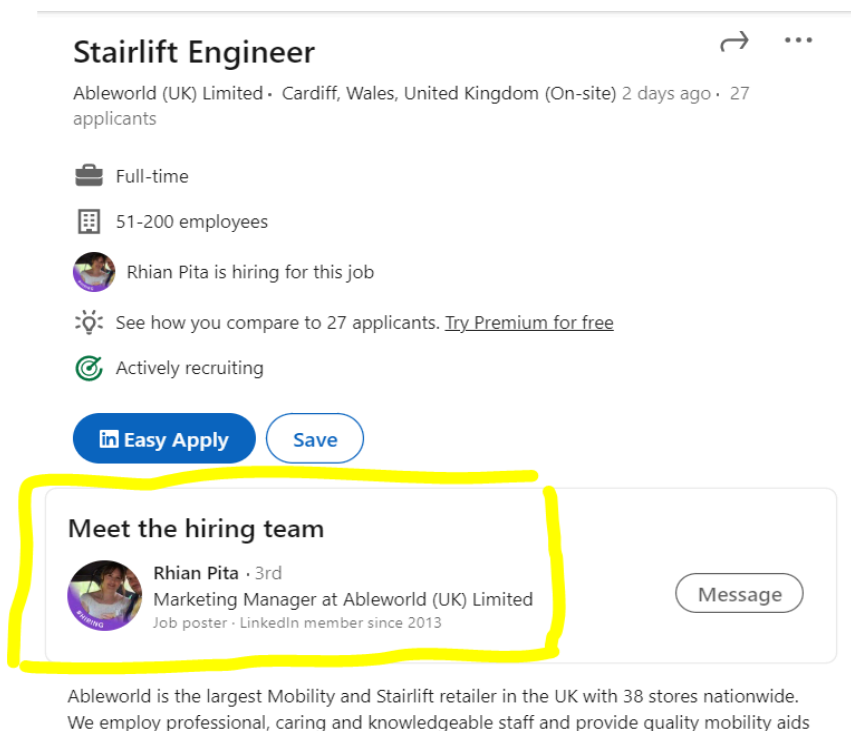 Stairlift Engineer
Ableworld (UK) Limited · Cardiff, Wales, United Kingdom (On-site) 2 days ago · 27
applicants
Full-time
51-200 employees
Rhian Pita is hiring for this job
See how you compare to 27 applicants. Try Premium for free
Actively recruiting
in Easy Apply
Save
Meet the hiring team
Rhian Pita · 3rd
Marketing Manager at Ableworld (UK) Limited
Job poster · LinkedIn member since 2013
#HIRING
Message
Ableworld is the largest Mobility and Stairlift retailer in the UK with 38 stores nationwide.
We employ professional, caring and knowledgeable staff and provide quality mobility aids